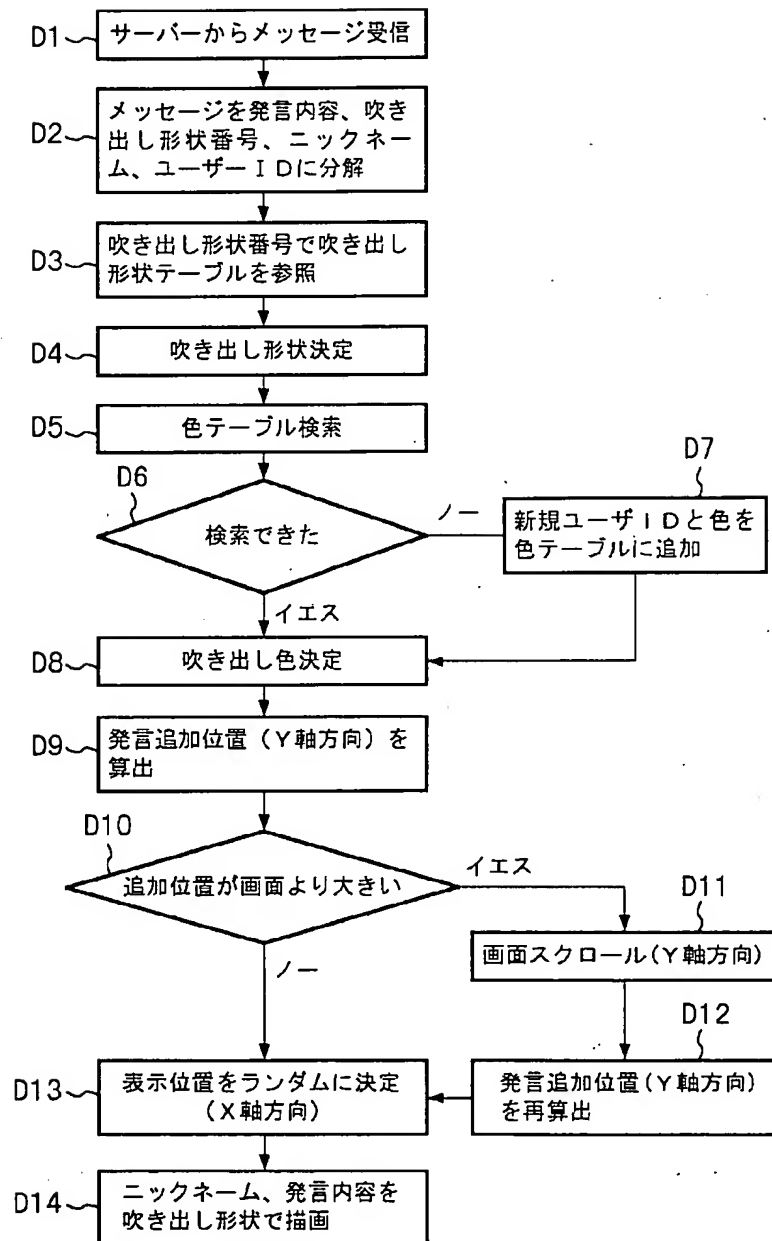 D1
サーバーからメッセージ受信
D2
メッセージを発言内容、吹き
出し形状番号、ニックネー
ム、ユーザーＩＤに分解
D3
吹き出し形状番号で吹き出し
形状テーブルを参照
D4
吹き出し形状決定
D5
色テーブル検索
D6
検索できた
ノー
D7
新規ユーザＩＤと色を
色テーブルに追加
イエス
D8
吹き出し色決定
D9
発言追加位置（Ｙ軸方向）を
算出
D10
追加位置が画面より大きい
イエス
D11
画面スクロール(Ｙ軸方向)
ノー
D12
発言追加位置(Ｙ軸方向)
を再算出
D13
表示位置をランダムに決定
（Ｘ軸方向）
D14
ニックネーム、発言内容を
吹き出し形状で描画